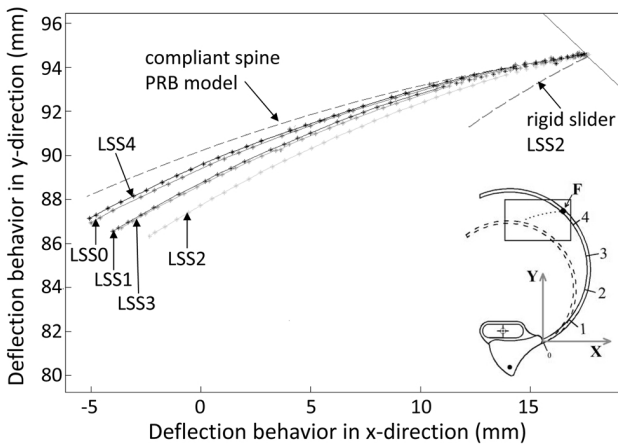 96
94
92
90
88
86
84
82
80
-5
0
5
10
15
Deflection behavior in y-direction (mm)
Deflection behavior in x-direction (mm)
compliant spine
PRB model
rigid slider
LSS2
LSS4
LSS0
LSS1
LSS3
LSS2
F
4
3
2
1
0
Y
X